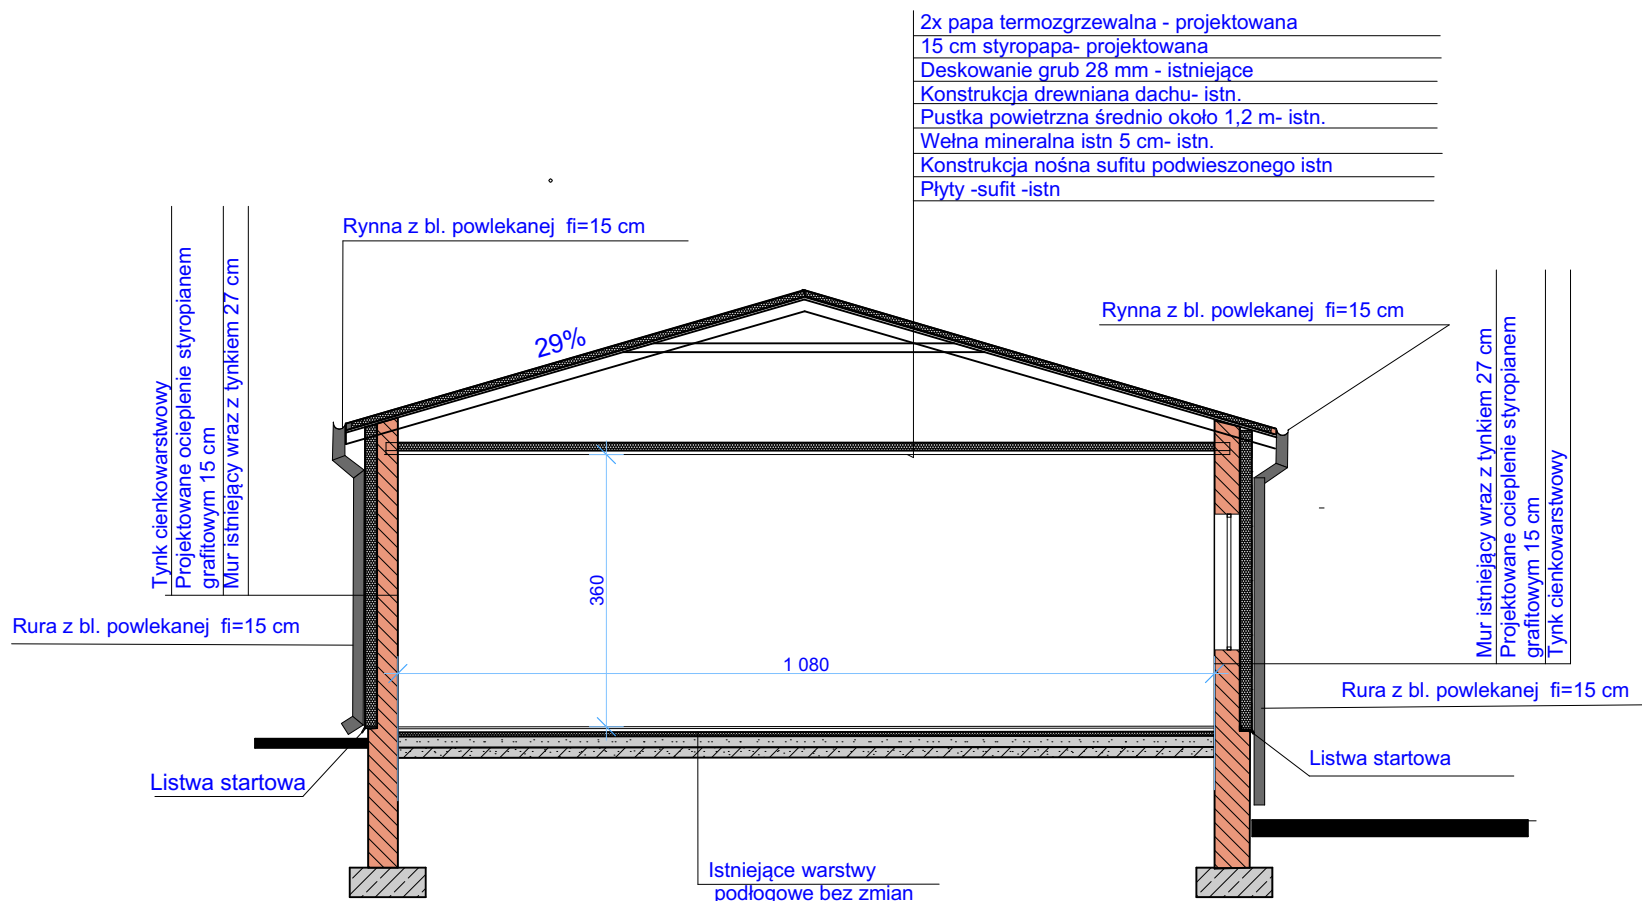 2x papa termozgrzewalna - projektowana
15 cm styropapa- projektowana
Deskowanie grub 28 mm - istniejące
Konstrukcja drewniana dachu- istn.
Pustka powietrzna średnio około 1,2 m- istn.
Wełna mineralna istn 5 cm- istn.
Konstrukcja nośna sufitu podwieszonego istn
Płyty -sufit -istn
Rynna z bl. powlekanej fi=15 cm
Rynna z bl. powlekanej fi=15 cm
29%
Tynk cienkowarstwowy
Projektowane ocieplenie styropianem
grafitowym 15 cm
Mur istniejący wraz z tynkiem 27 cm
Mur istniejący wraz z tynkiem 27 cm
Projektowane ocieplenie styropianem
grafitowym 15 cm
Tynk cienkowarstwowy
360
1 080
Rura z bl. powlekanej fi=15 cm
Rura z bl. powlekanej fi=15 cm
Listwa startowa
Listwa startowa
Istniejące warstwy
podłogowe bez zmian